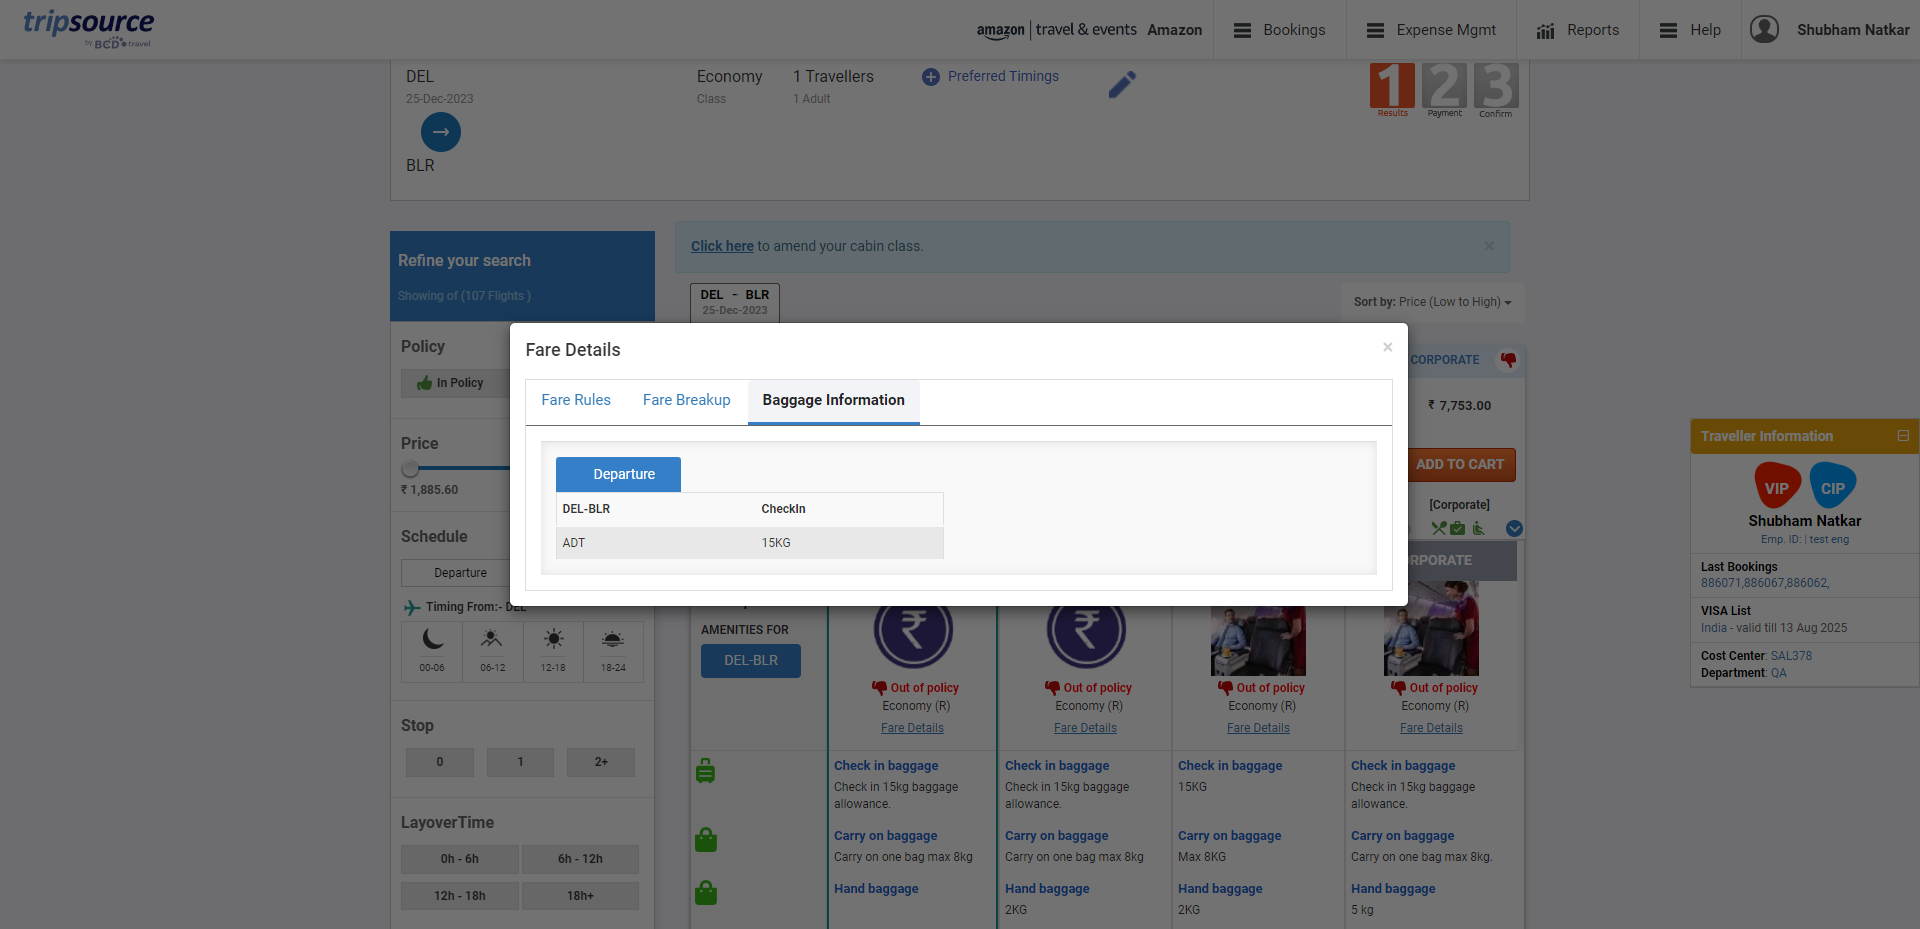 tripsource
by BCD travel
amazon travel & events Amazon
Bookings
Expense Mgmt
Reports
Help
Shubham Natkar
DEL
25-Dec-2023
BLR
Economy
Class
1 Travellers
1 Adult
Preferred Timings
1 2 3
Results Payment Confirm
Refine your search
Showing of (107 Flights )
Click here to amend your cabin class.
×
DEL - BLR
25-Dec-2023
Sort by: Price (Low to High)
Policy
In Policy
Price
₹ 1,885.60
Schedule
Departure
Timing From:- DEL
00-06 06-12 12-18 18-24
Stop
0 1 2+
LayoverTime
0h - 6h 6h - 12h
12h - 18h 18h+
Fare Details
×
Fare Rules Fare Breakup Baggage Information
Departure
DEL-BLR CheckIn
ADT 15KG
CORPORATE
₹ 7,753.00
ADD TO CART
[Corporate]
RPORATE
AMENITIES FOR
DEL-BLR
Out of policy Out of policy Out of policy Out of policy
Economy (R) Economy (R) Economy (R) Economy (R)
Fare Details Fare Details Fare Details Fare Details
Check in baggage
Check in 15kg baggage
allowance.
Carry on baggage
Carry on one bag max 8kg
Hand baggage
Check in baggage
Check in 15kg baggage
allowance.
Carry on baggage
Carry on one bag max 8kg
Hand baggage
2KG
Check in baggage
15KG
Carry on baggage
Max 8KG
Hand baggage
2KG
Check in baggage
Check in 15kg baggage
allowance.
Carry on baggage
Carry on one bag max 8kg.
Hand baggage
5 kg
Traveller Information
VIP CIP
Shubham Natkar
Emp. ID: | test eng
Last Bookings
886071,886067,886062,
VISA List
India - valid till 13 Aug 2025
Cost Center: SAL378
Department: QA